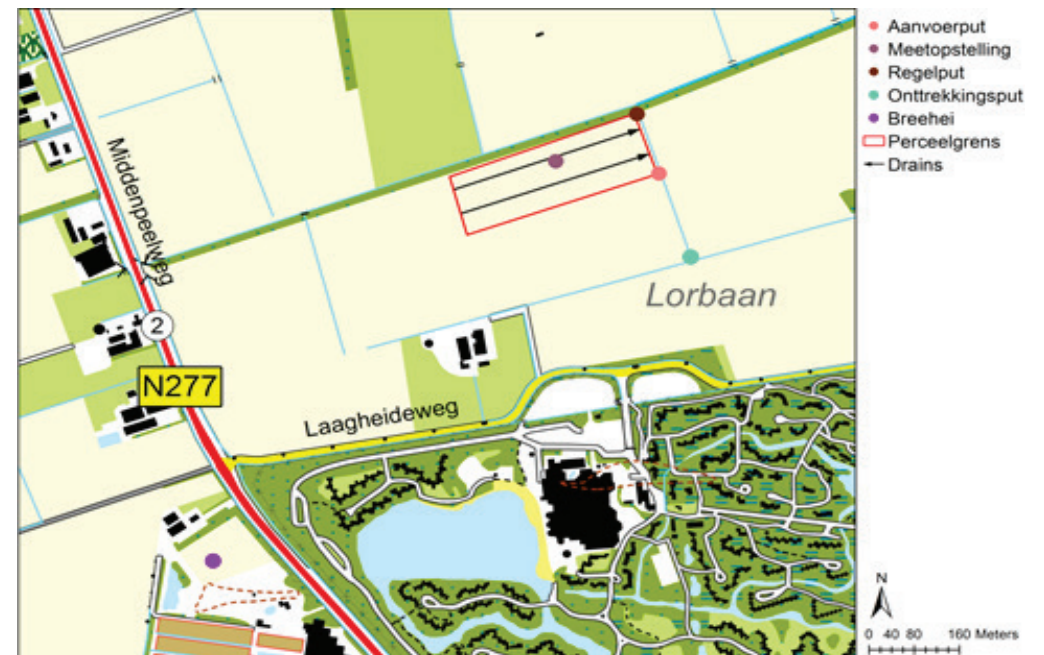 Middenpeelweg
2
N277
Laagheideweg
Lorbaan
Aanvoerput
Meetopstelling
Regelput
Onttrekkingsput
Breehei
Perceelgrens
Drains
N
0 40 80 160 Meters